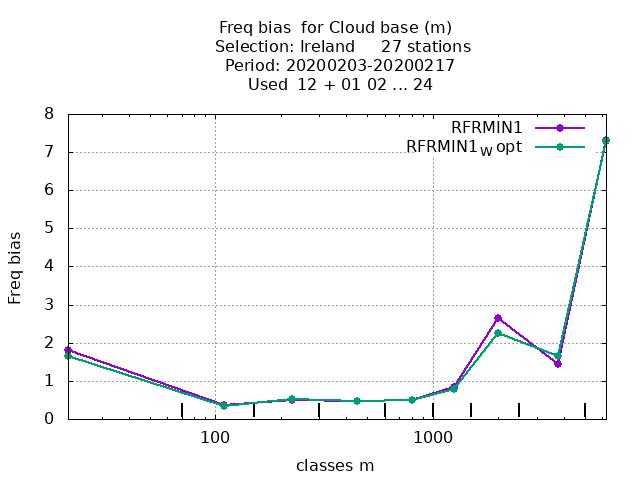 Freq bias  for Cloud base (m)
Selection: Ireland     27 stations
Period: 20200203-20200217
Used  12 + 01 02 ... 24
RFRMIN1
RFRMIN1W opt
8
7
6
5
4
3
2
1
0
Freq bias
100
1000
classes m